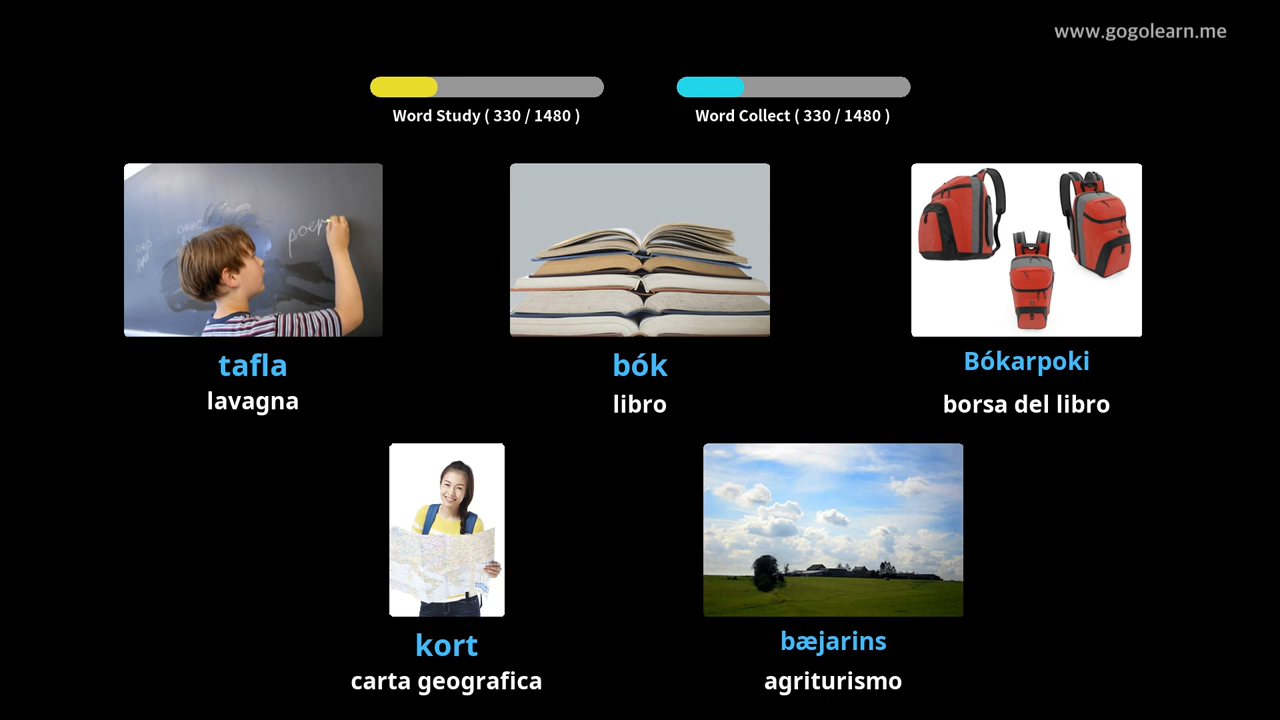 www.gogolearn.me
Word Study ( 330 / 1480 )
Word Collect ( 330 / 1480 )
poem
tafla
lavagna
bók
libro
Bókarpoki
borsa del libro
kort
carta geografica
bæjarins
agriturismo